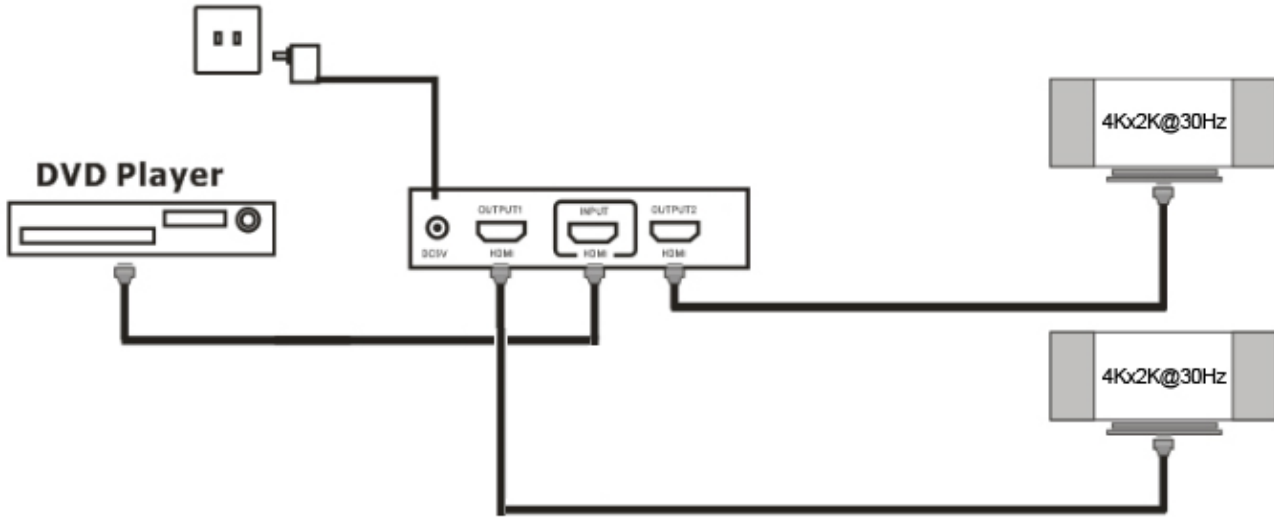 DVD Player
OUTPUT1
INPUT
OUTPUT2
DC5V
HDMI
HDMI
HDMI
4Kx2K@30Hz
4Kx2K@30Hz